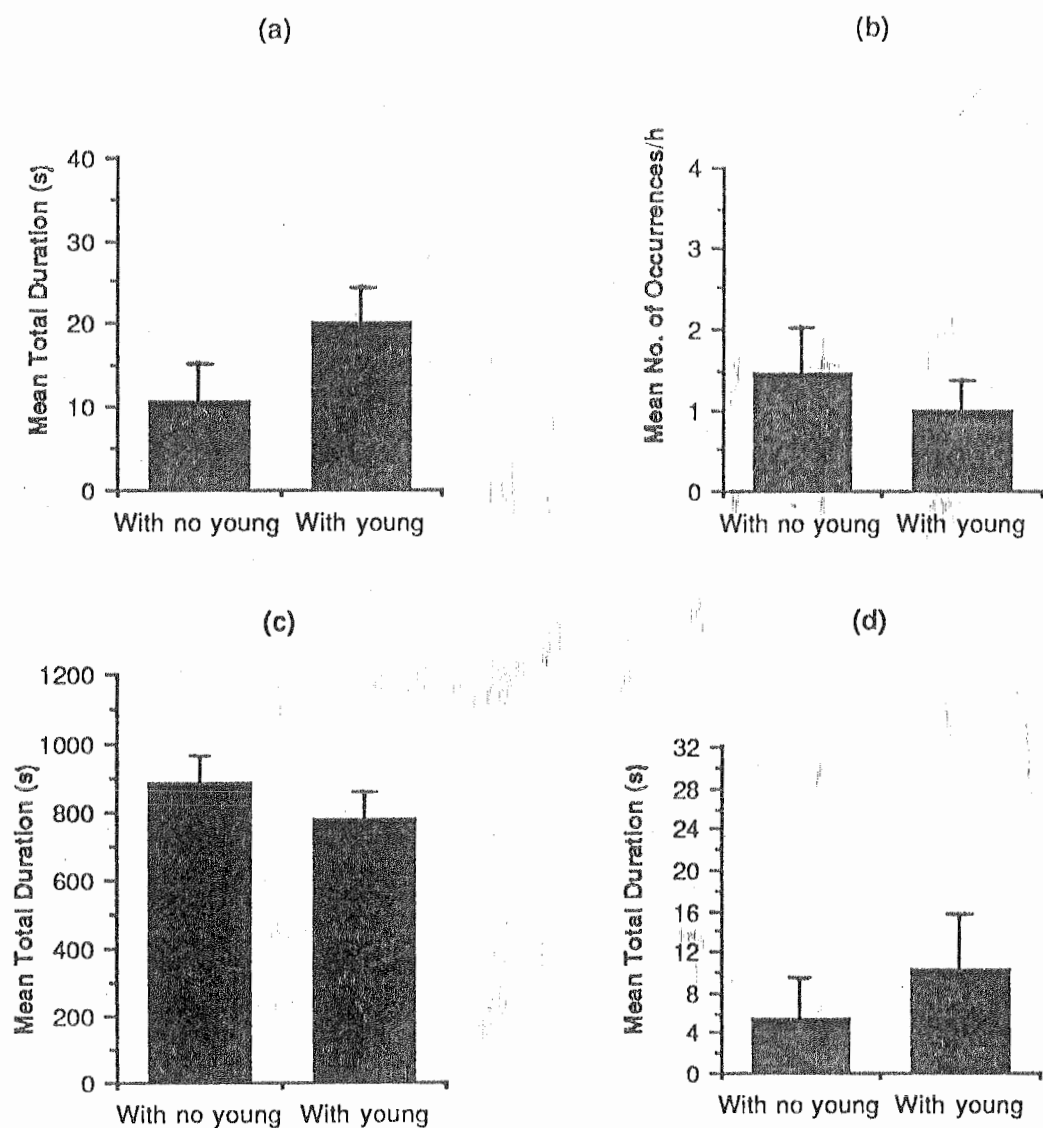 (a)
Mean Total Duration (s)
40
30
20
10
0
With no young With young
(b)
Mean No. of Occurrences/h
4
3
2
1
0
With no young With young
(c)
Mean Total Duration (s)
1200
1000
800
600
400
200
0
With no young With young
(d)
Mean Total Duration (s)
32
28
24
20
16
12
8
4
0
With no young With young